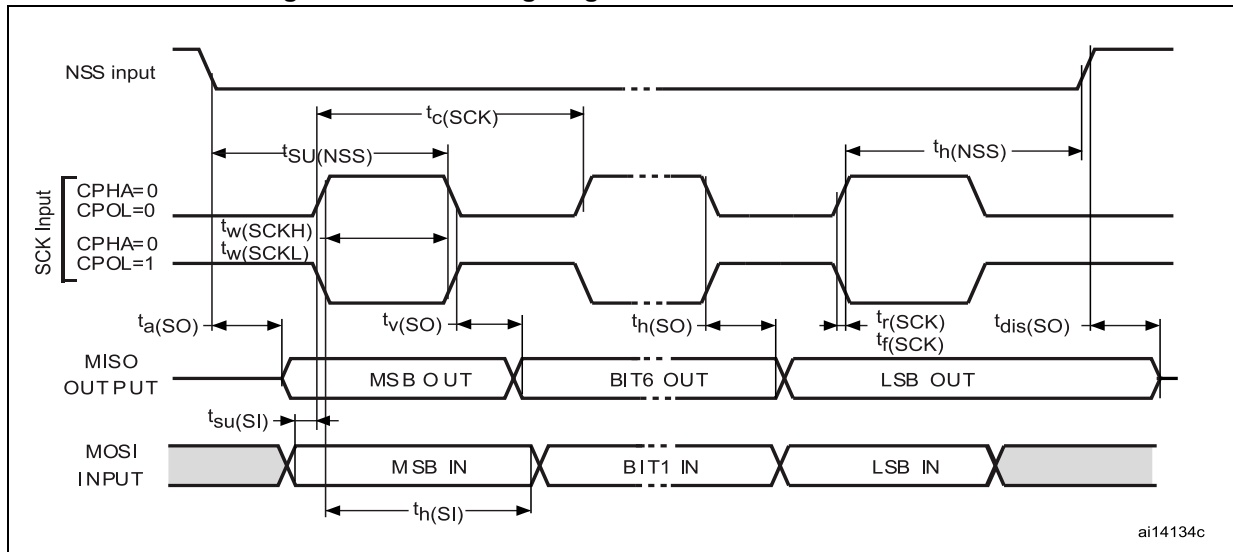 NSS input
tc(SCK)
tSU(NSS)
th(NSS)
SCK Input
CPHA=0
CPOL=0
tw(SCKH)
CPHA=0
tw(SCKL)
CPOL=1
ta(SO)
tv(SO)
th(SO)
tr(SCK)
tf(SCK)
tdis(SO)
MISO
OUTPUT
MSB OUT
BIT6 OUT
LSB OUT
tsu(SI)
MOSI
INPUT
MSB IN
BIT1 IN
LSB IN
th(SI)
ai14134c